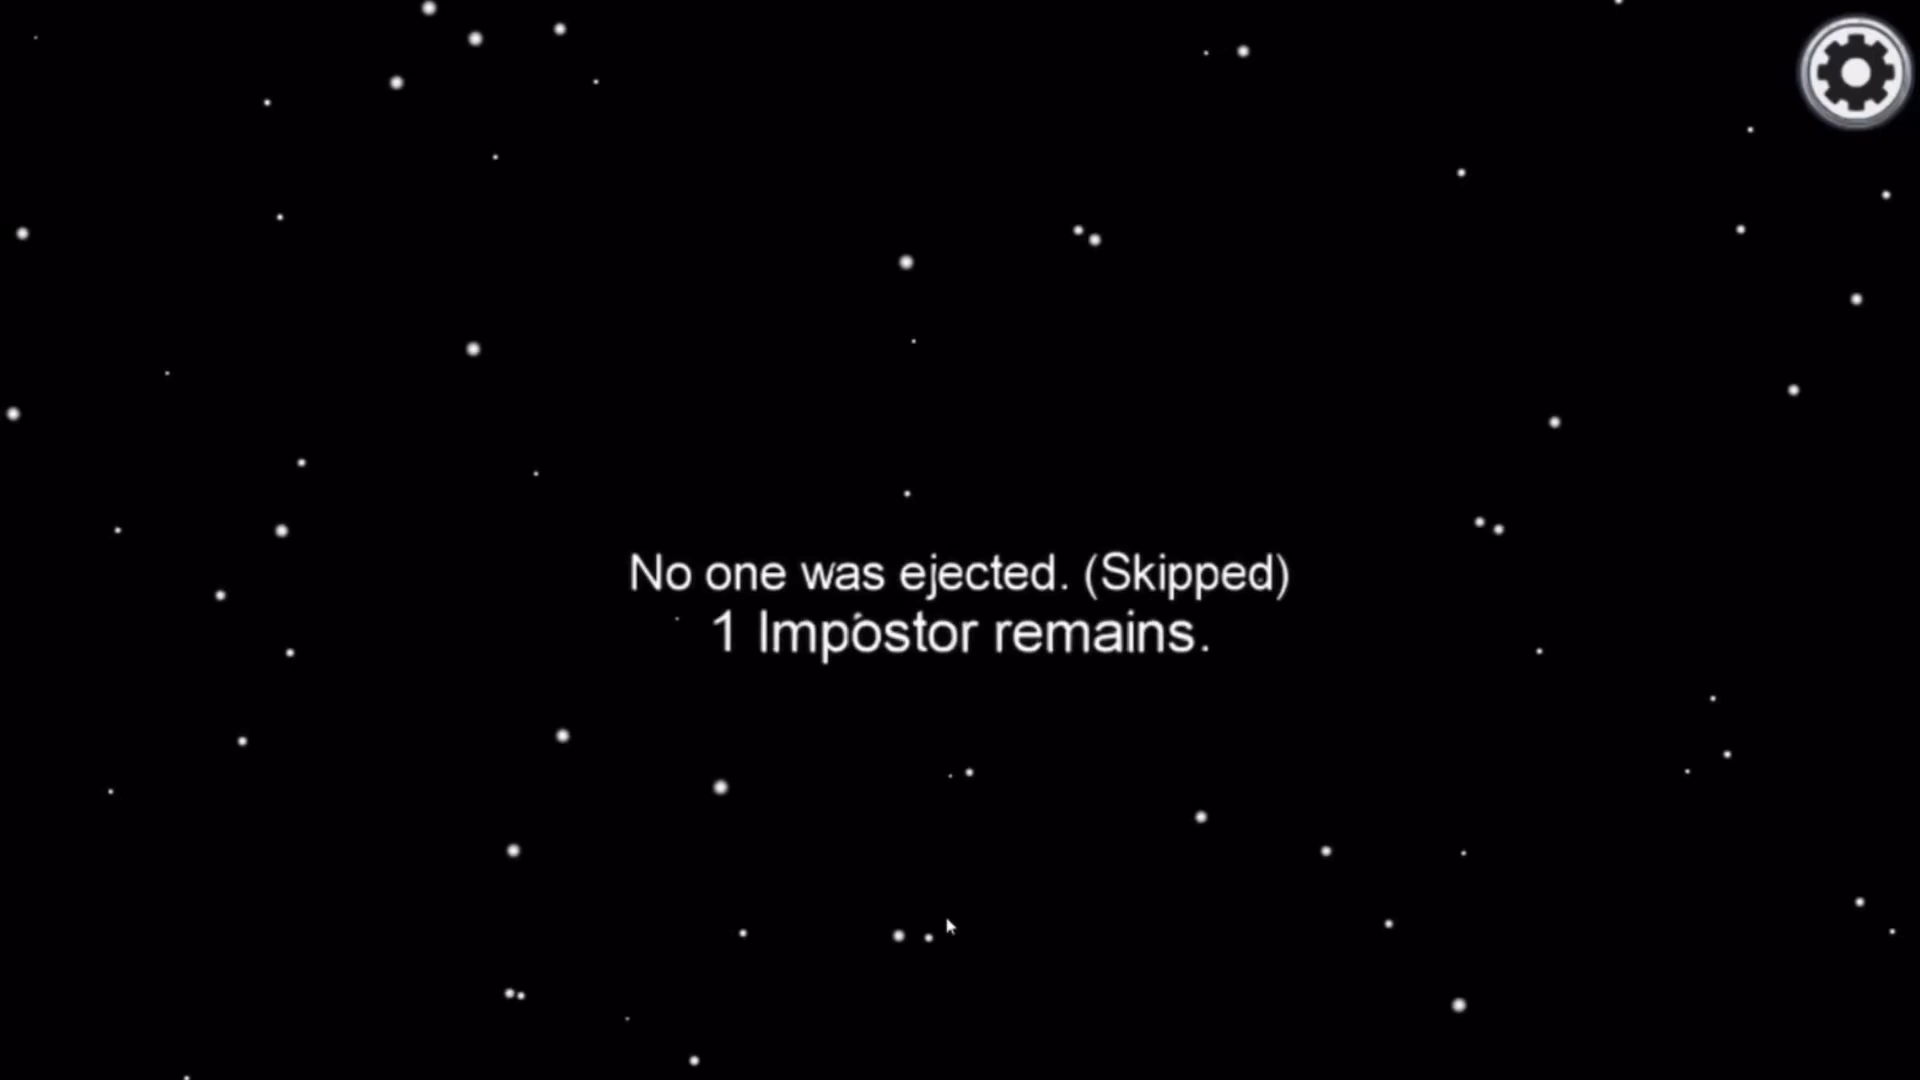 No one was ejected. (Skipped)
1 Impostor remains.